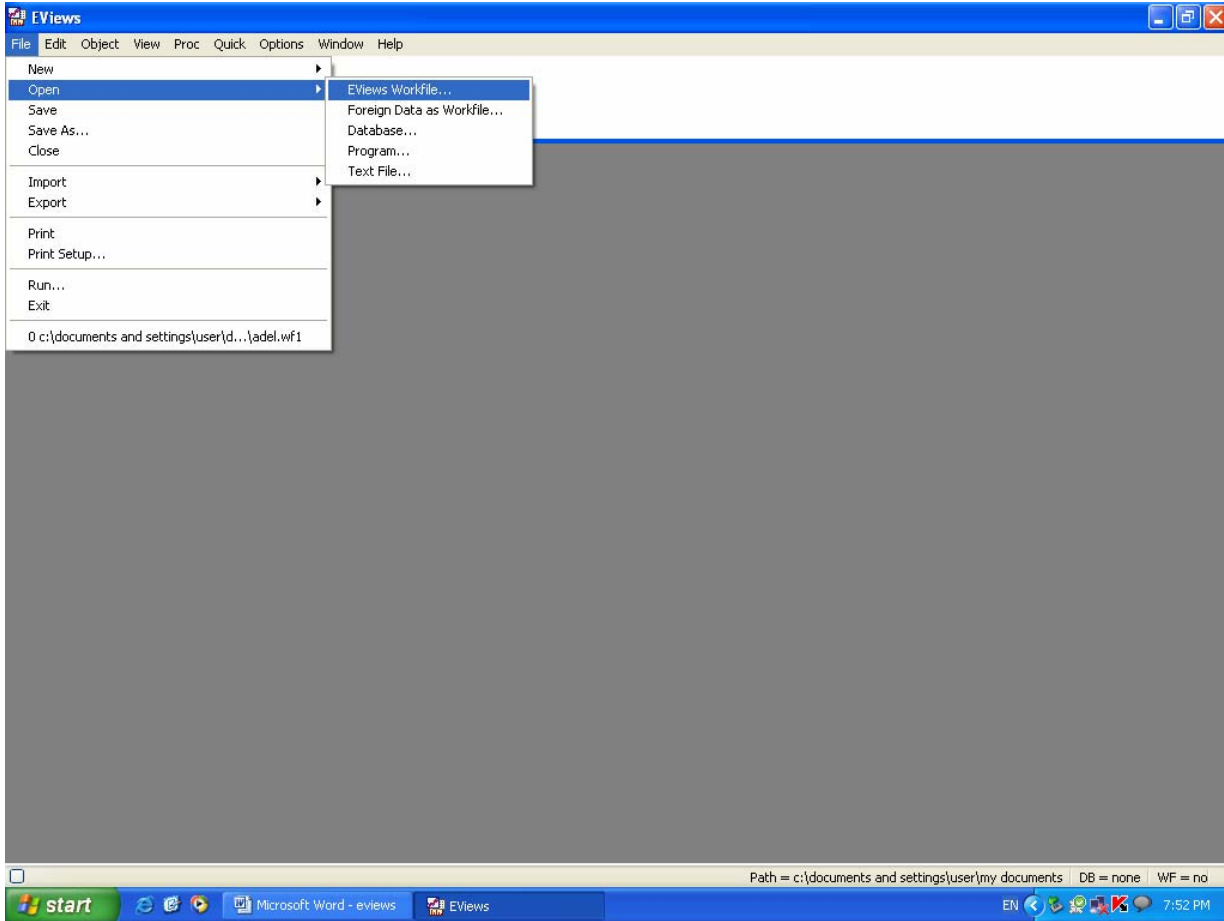 EViews
File Edit Object View Proc Quick Options Window Help
New
Open
Save
Save As...
Close
Import
Export
Print
Print Setup...
Run...
Exit
0 c:\documents and settings\user\d...\adel.wf1
EViews Workfile...
Foreign Data as Workfile...
Database...
Program...
Text File...
Path = c:\documents and settings\user\my documents DB = none WF = no
start Microsoft Word - eviews EViews EN 7:52 PM